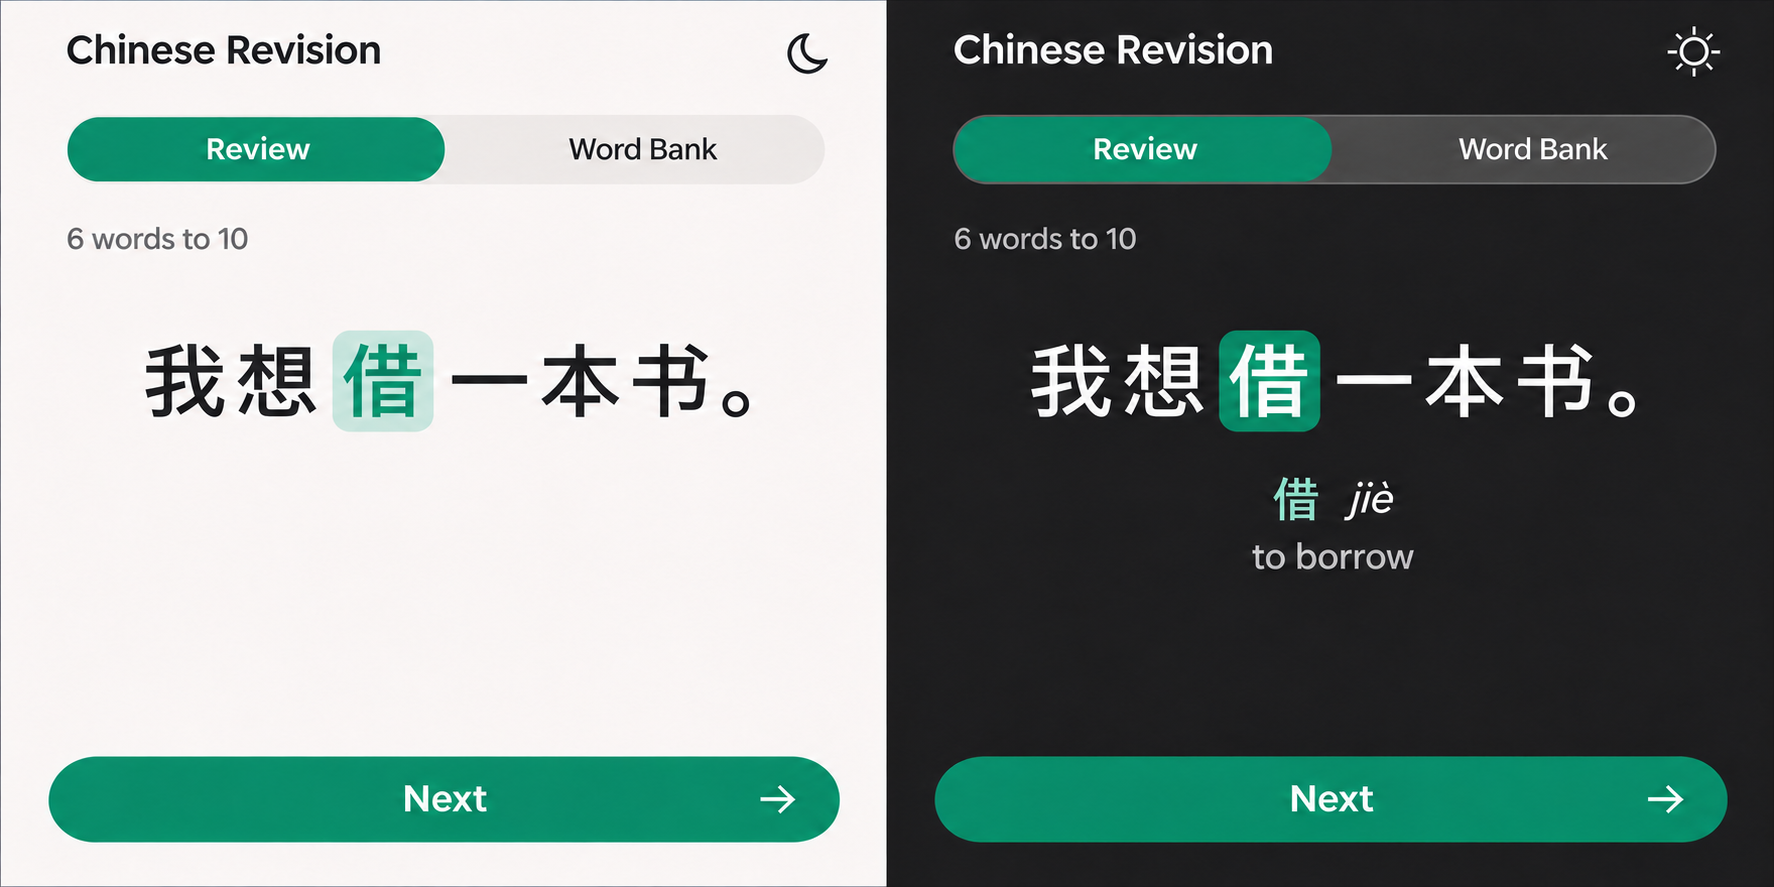 Chinese Revision
Review
Word Bank
6 words to 10
我想借一本书。
Next
Chinese Revision
Review
Word Bank
6 words to 10
我想借一本书。
借 jiè
to borrow
Next